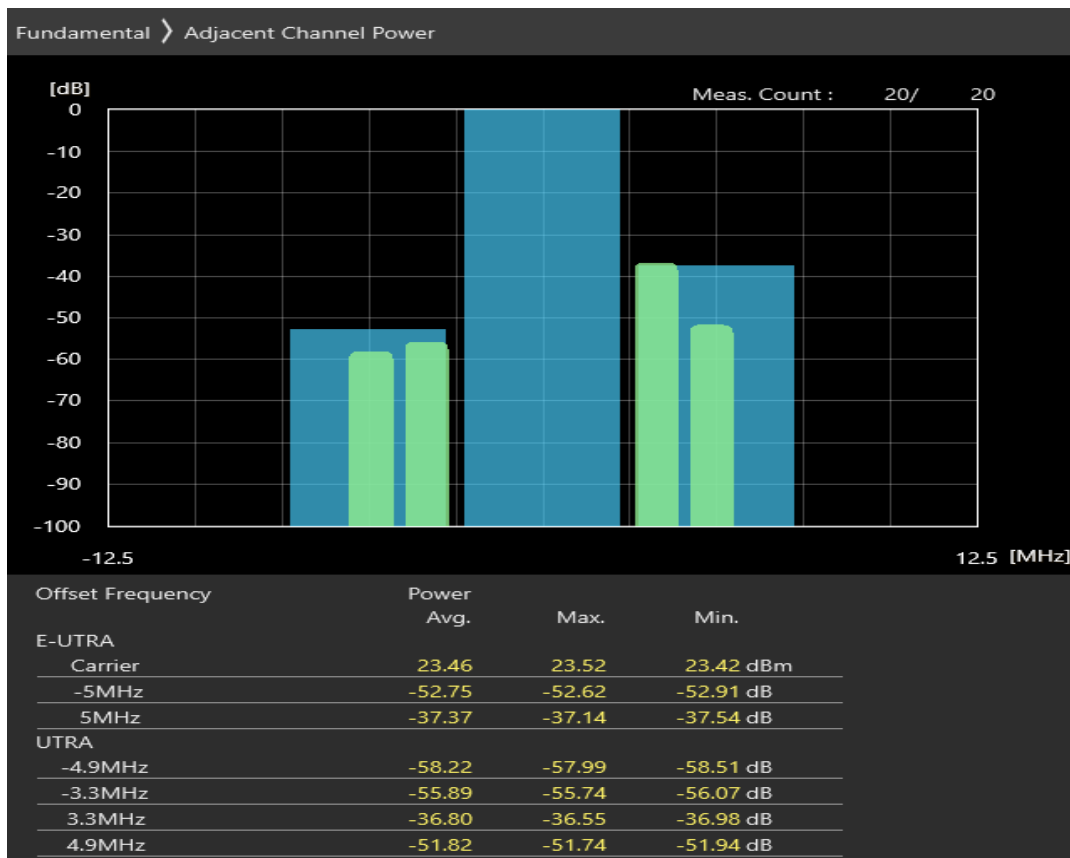 Fundamental 〉 Adjacent Channel Power
[dB]
Meas. Count : 20/ 20
0
-10
-20
-30
-40
-50
-60
-70
-80
-90
-100
-12.5 12.5 [MHz]
Offset Frequency Power
Avg. Max. Min.
E-UTRA
Carrier 23.46 23.52 23.42 dBm
-5MHz -52.75 -52.62 -52.91 dB
5MHz -37.37 -37.14 -37.54 dB
UTRA
-4.9MHz -58.22 -57.99 -58.51 dB
-3.3MHz -55.89 -55.74 -56.07 dB
3.3MHz -36.80 -36.55 -36.98 dB
4.9MHz -51.82 -51.74 -51.94 dB